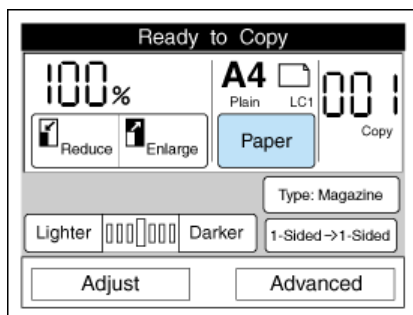 Ready to Copy
100%
A4
Plain LC1
001
Copy
Reduce Enlarge
Paper
Type: Magazine
Lighter Darker
1-Sided->1-Sided
Adjust Advanced